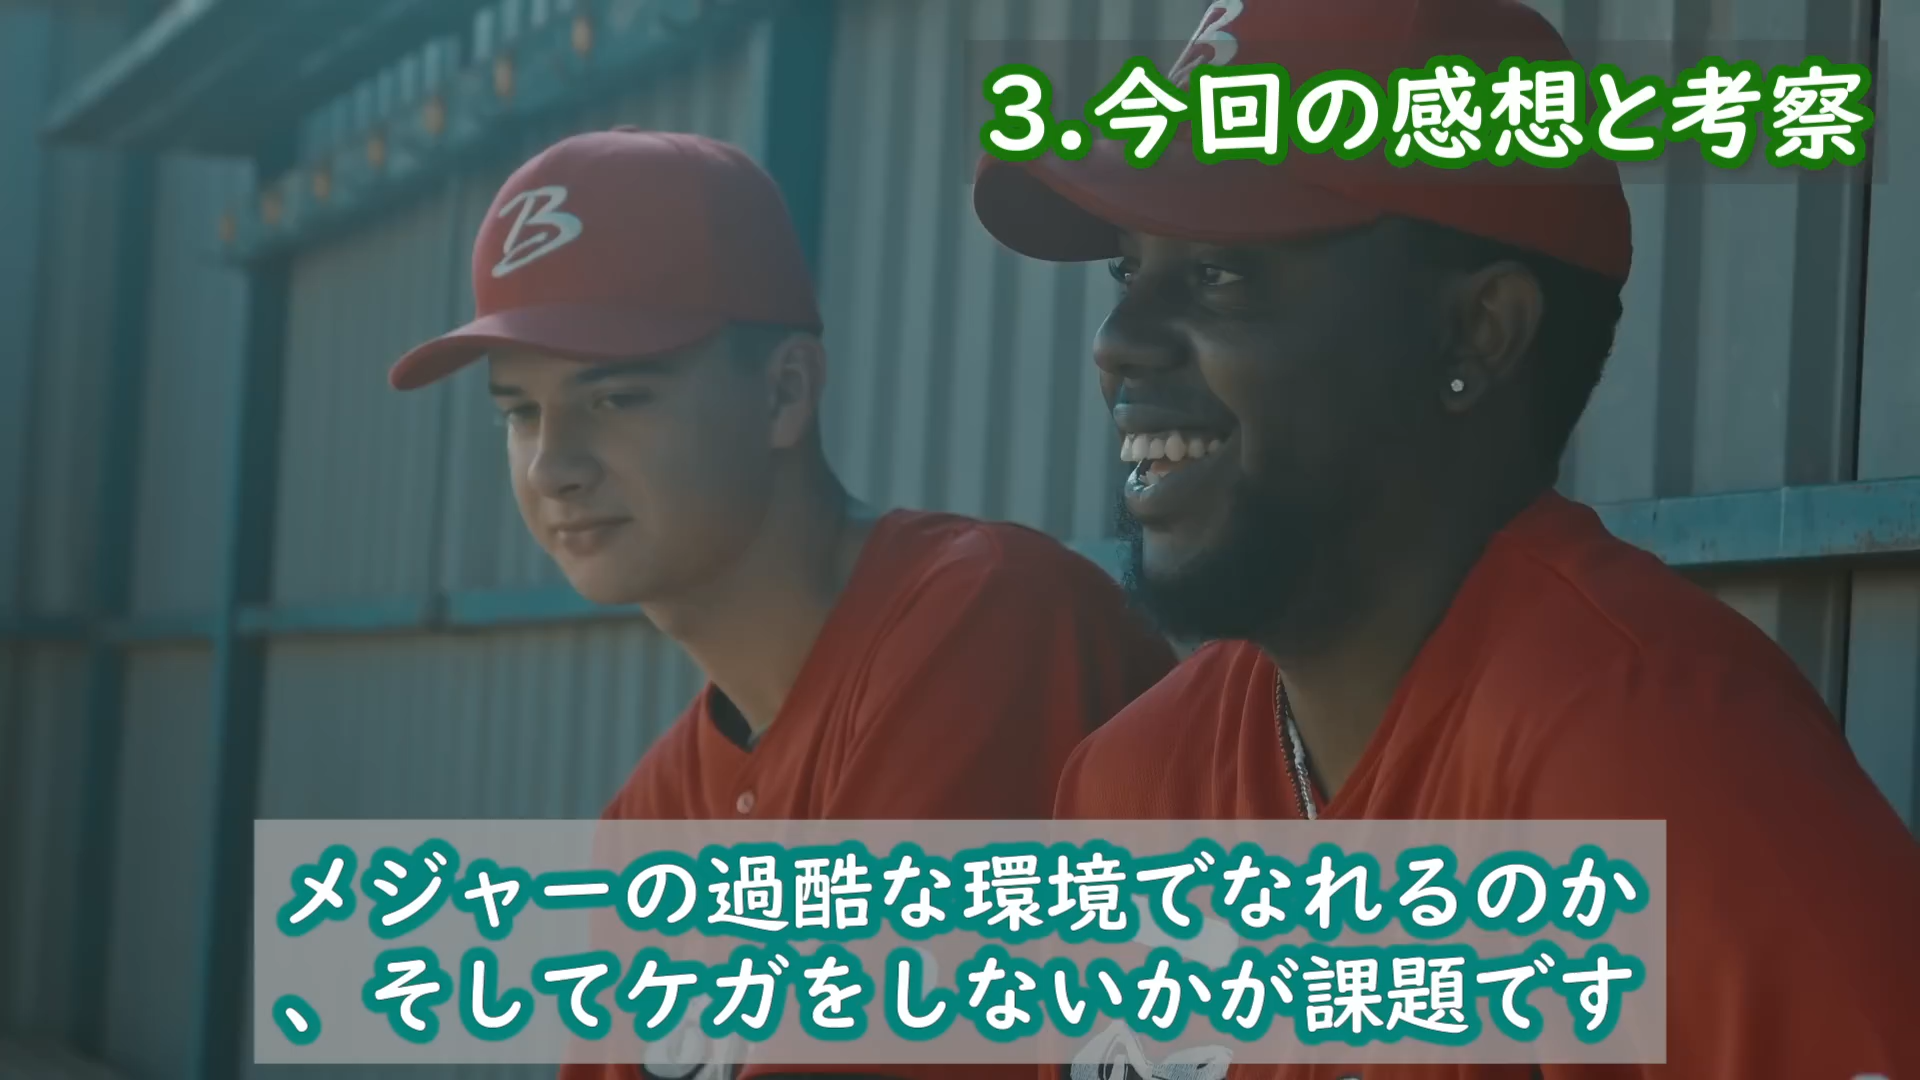 ３.今回の感想と考察
B
B
メジャーの過酷な環境でなれるのか
、そしてケガをしないかが課題です